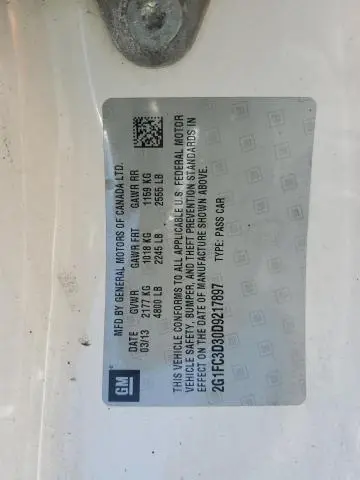 GM
MFD BY GENERAL MOTORS OF CANADA LTD.
DATE GVWR GAWR FRT GAWR RR
03/13 2177 KG 1018 KG 1159 KG
4800 LB 2245 LB 2555 LB
THIS VEHICLE CONFORMS TO ALL APPLICABLE U.S. FEDERAL MOTOR
VEHICLE SAFETY, BUMPER, AND THEFT PREVENTION STANDARDS IN
EFFECT ON THE DATE OF MANUFACTURE SHOWN ABOVE.
2G1FC3D30D9217897 TYPE: PASS CAR